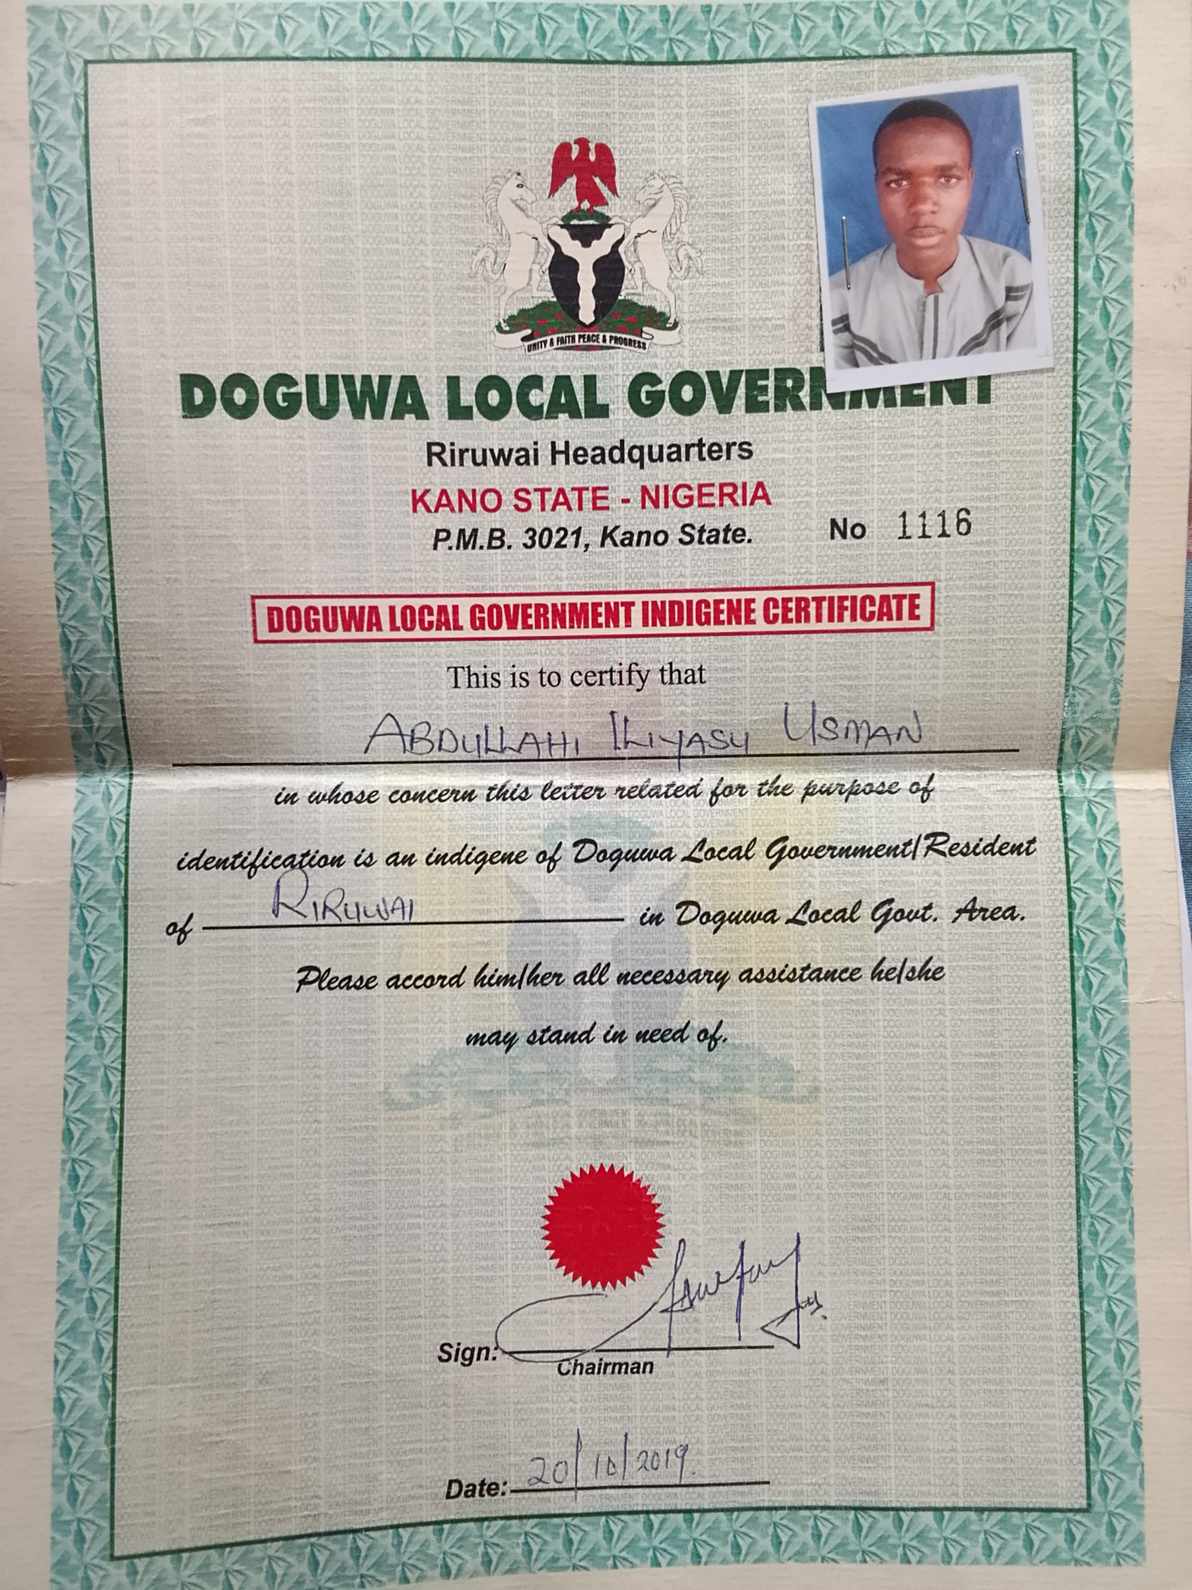 UNITY & FAITH PEACE & PROGRESS
DOGUWA LOCAL GOVERNMENT
Riruwai Headquarters
KANO STATE - NIGERIA
P.M.B. 3021, Kano State.
No 1116
DOGUWA LOCAL GOVERNMENT INDIGENE CERTIFICATE
This is to certify that
ABDULLAHI ILIYASU USMAN
in whose concern this letter related for the purpose of
identification is an indigene of Doguwa Local Government/Resident
of RIRUWAI in Doguwa Local Govt. Area.
Please accord him/her all necessary assistance he/she
may stand in need of.
Sign:
Chairman
Date: 20/10/2019